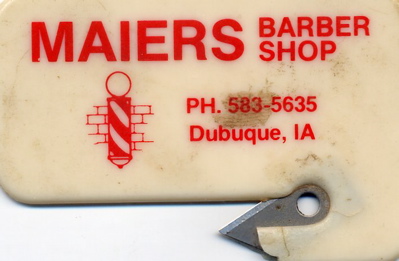 MAIERS BARBER SHOP
PH. 583-5635
Dubuque, IA